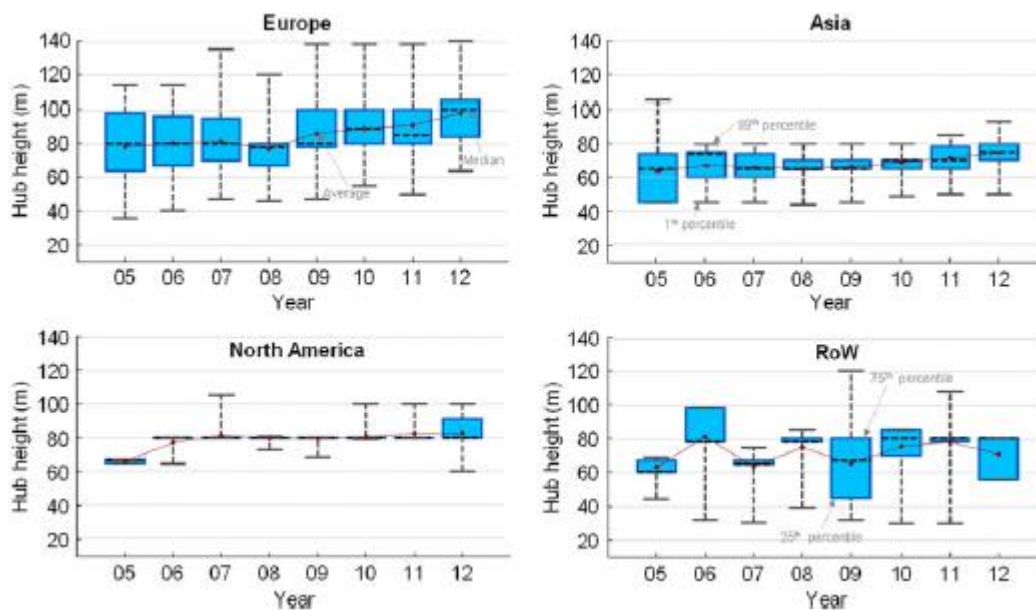 Europe
Hub height (m)
140
120
100
80
60
40
20
Average
Median
05 06 07 08 09 10 11 12
Year
Asia
Hub height (m)
140
120
100
80
60
40
20
99th percentile
1th percentile
05 06 07 08 09 10 11 12
Year
North America
Hub height (m)
140
120
100
80
60
40
20
05 06 07 08 09 10 11 12
Year
RoW
Hub height (m)
140
120
100
80
60
40
20
75th percentile
25th percentile
05 06 07 08 09 10 11 12
Year